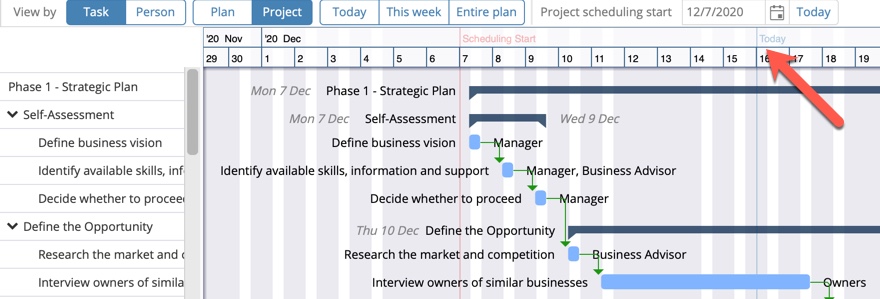 View by Task Person Plan Project Today This week Entire plan Project scheduling start 12/7/2020 Today
'20 Nov '20 Dec Scheduling Start Today
29 30 1 2 3 4 5 6 7 8 9 10 11 12 13 14 15 16 17 18 19
Phase 1 - Strategic Plan Mon 7 Dec Phase 1 - Strategic Plan
Self-Assessment Mon 7 Dec Self-Assessment Wed 9 Dec
Define business vision Define business vision Manager
Identify available skills, inf Identify available skills, information and support Manager, Business Advisor
Decide whether to procee Decide whether to proceed Manager
Define the Opportunity Thu 10 Dec Define the Opportunity
Research the market and c Research the market and competition Business Advisor
Interview owners of simila Interview owners of similar businesses Owners